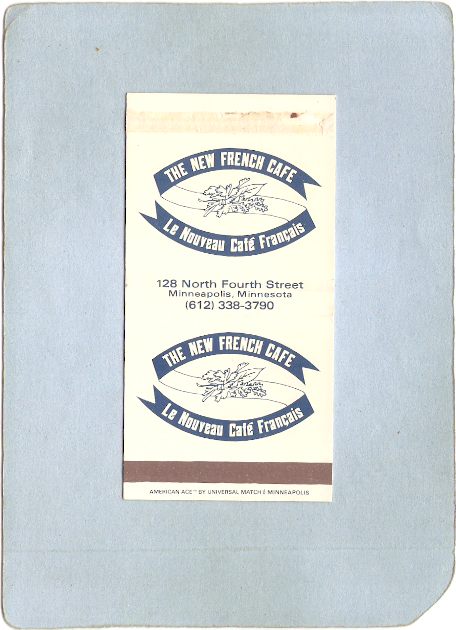 THE NEW FRENCH CAFE
Le Nouveau Café Français
128 North Fourth Street
Minneapolis, Minnesota
(612) 338-3790
THE NEW FRENCH CAFE
Le Nouveau Café Français
AMERICAN ACE™ BY UNIVERSAL MATCH / MINNEAPOLIS